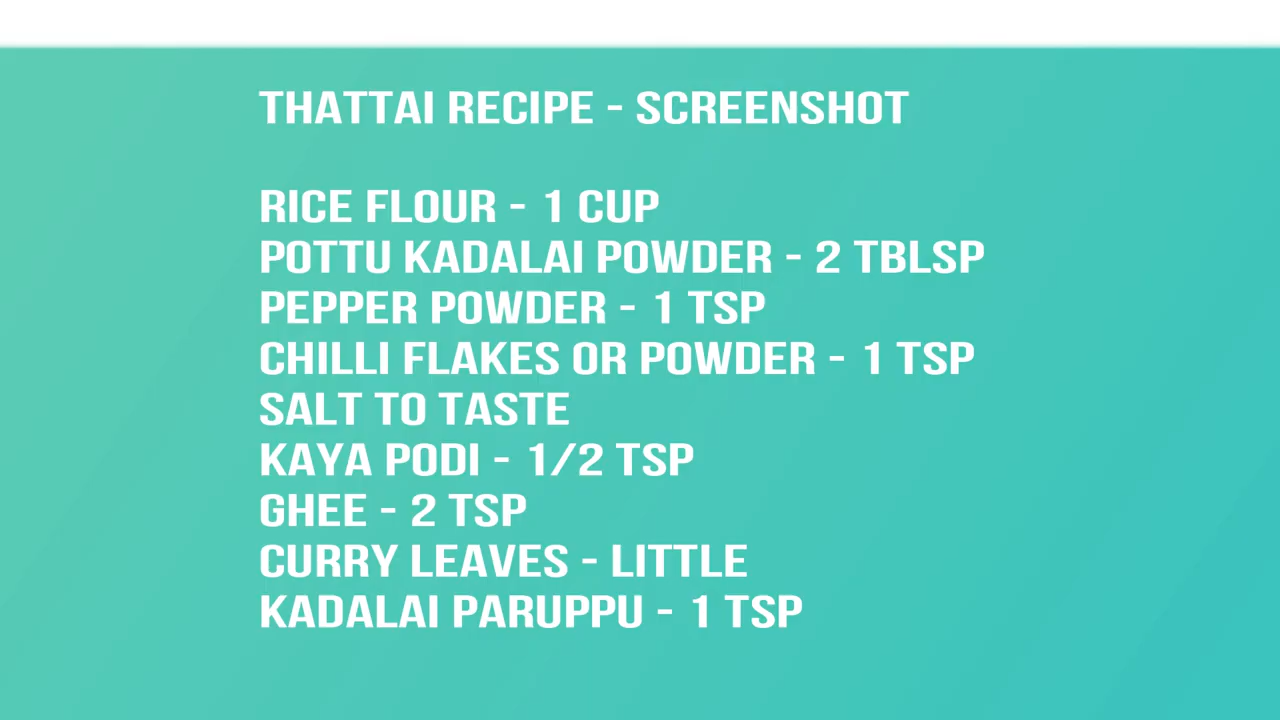 THATTAI RECIPE - SCREENSHOT
RICE FLOUR - 1 CUP
POTTU KADALAI POWDER - 2 TBLSP
PEPPER POWDER - 1 TSP
CHILLI FLAKES OR POWDER - 1 TSP
SALT TO TASTE
KAYA PODI - 1/2 TSP
GHEE - 2 TSP
CURRY LEAVES - LITTLE
KADALAI PARUPPU - 1 TSP